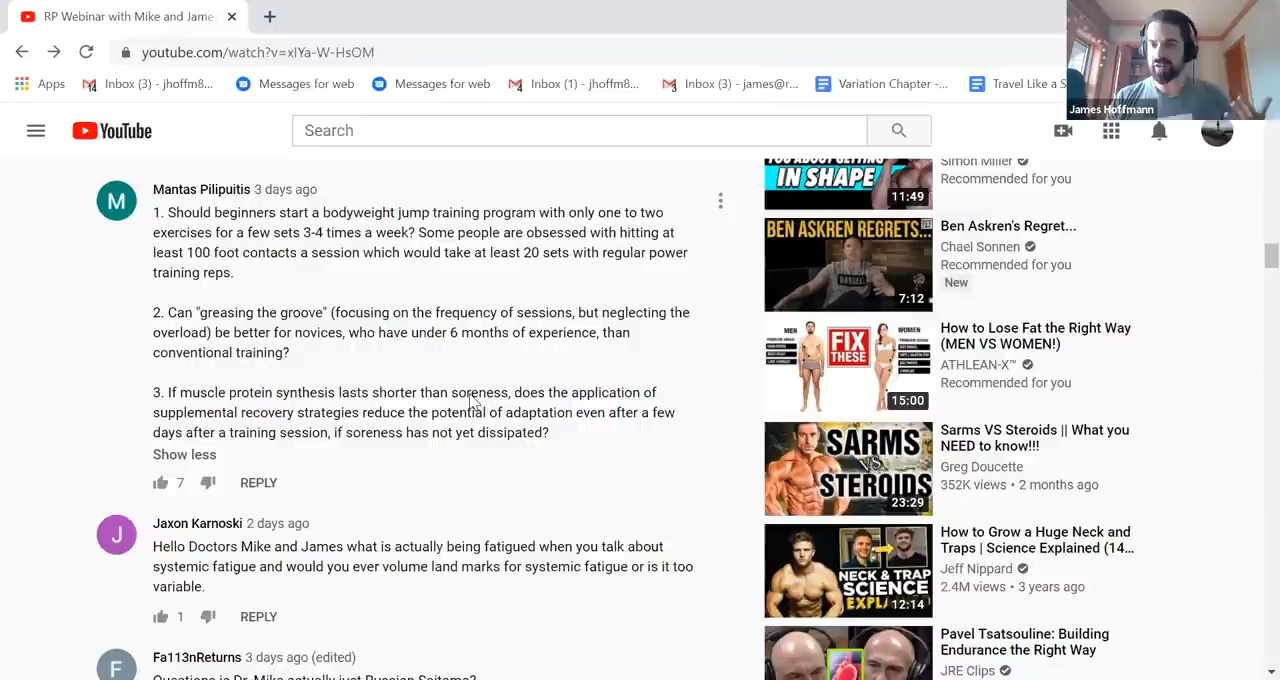 RP Webinar with Mike and Jame
youtube.com/watch?v=xIYa-W-HsOM
Apps
Inbox (3) - jhoffm8...
Messages for web
Messages for web
Inbox (1) - jhoffm8...
Inbox (3) - james@r...
Variation Chapter -...
Travel Like a S
James Hoffmann
YouTube
Search
M
Mantas Pilipuitis 3 days ago
1. Should beginners start a bodyweight jump training program with only one to two
exercises for a few sets 3-4 times a week? Some people are obsessed with hitting at
least 100 foot contacts a session which would take at least 20 sets with regular power
training reps.
2. Can "greasing the groove" (focusing on the frequency of sessions, but neglecting the
overload) be better for novices, who have under 6 months of experience, than
conventional training?
3. If muscle protein synthesis lasts shorter than soreness, does the application of
supplemental recovery strategies reduce the potential of adaptation even after a few
days after a training session, if soreness has not yet dissipated?
Show less
7
REPLY
J
Jaxon Karnoski 2 days ago
Hello Doctors Mike and James what is actually being fatigued when you talk about
systemic fatigue and would you ever volume land marks for systemic fatigue or is it too
variable.
1
REPLY
F
Fa113nReturns 3 days ago (edited)
Questions is Dr. Mike actually just Russian Saitama?
YOU ABOUT GETTING
IN SHAPE
11:49
Simon Miller
Recommended for you
BEN ASKREN REGRETS...
7:12
Ben Askren's Regret...
Chael Sonnen
Recommended for you
New
MEN
WOMEN
FIX
THESE
15:00
How to Lose Fat the Right Way
(MEN VS WOMEN!)
ATHLEAN-X™
Recommended for you
SARMS
VS
STEROIDS
23:29
Sarms VS Steroids || What you
NEED to know!!!
Greg Doucette
352K views • 2 months ago
NECK & TRAP
SCIENCE
12:14
How to Grow a Huge Neck and
Traps | Science Explained (14...
Jeff Nippard
2.4M views • 3 years ago
Pavel Tsatsouline: Building
Endurance the Right Way
JRE Clips